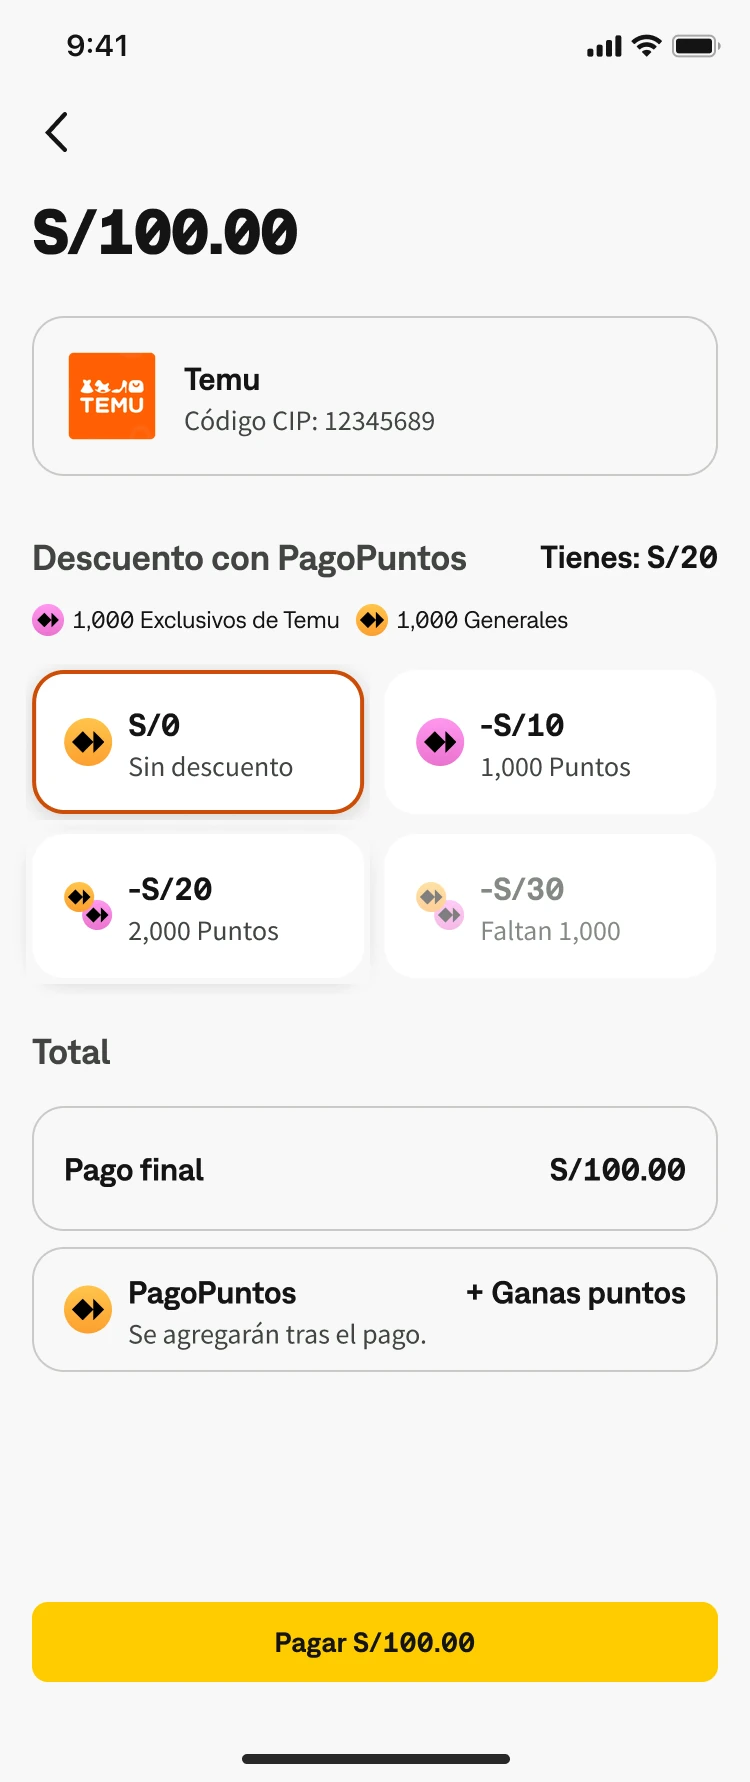 9:41
S/100.00
TEMU
Temu
Código CIP: 12345689
Descuento con PagoPuntos Tienes: S/20
1,000 Exclusivos de Temu 1,000 Generales
S/0
Sin descuento
-S/10
1,000 Puntos
-S/20
2,000 Puntos
-S/30
Faltan 1,000
Total
Pago final S/100.00
PagoPuntos + Ganas puntos
Se agregarán tras el pago.
Pagar S/100.00